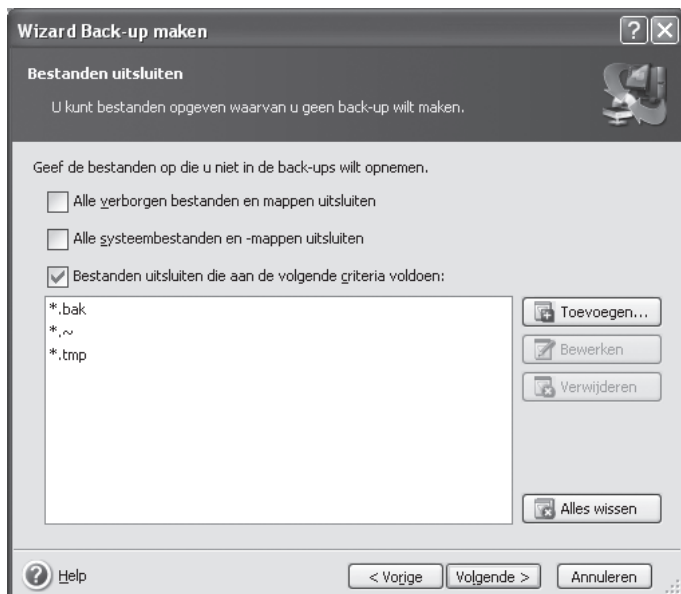 Wizard Back-up maken
Bestanden uitsluiten
U kunt bestanden opgeven waarvan u geen back-up wilt maken.
Geef de bestanden op die u niet in de back-ups wilt opnemen.
Alle verborgen bestanden en mappen uitsluiten
Alle systeembestanden en -mappen uitsluiten
Bestanden uitsluiten die aan de volgende criteria voldoen:
*.bak
*.~
*.tmp
Toevoegen...
Bewerken
Verwijderen
Alles wissen
Help
< Vorige
Volgende >
Annuleren